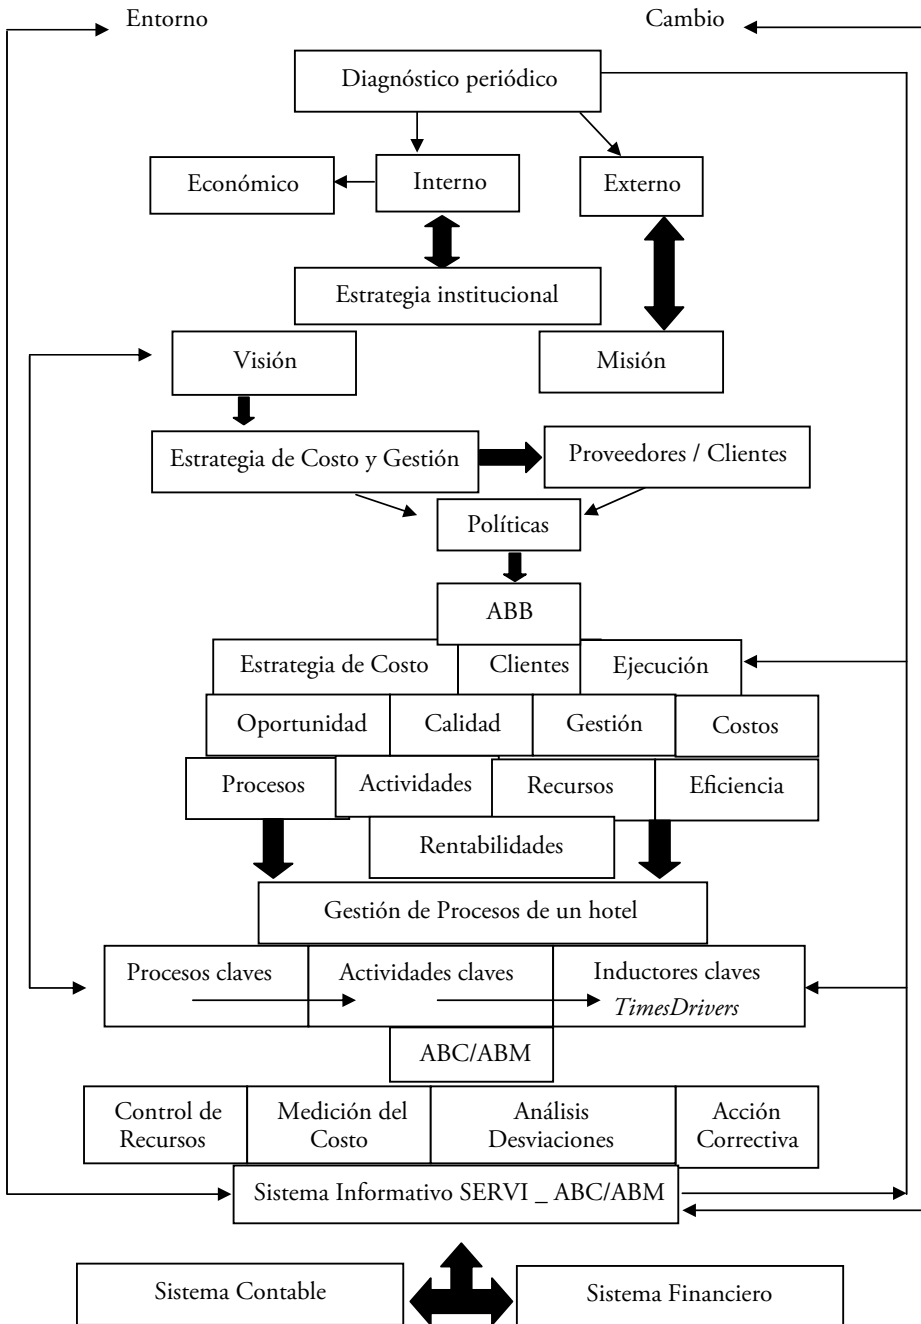 Entorno
Cambio
Diagnóstico periódico
Económico
Interno
Externo
Estrategia institucional
Visión
Misión
Estrategia de Costo y Gestión
Proveedores / Clientes
Políticas
ABB
Estrategia de Costo
Clientes
Ejecución
Oportunidad
Calidad
Gestión
Costos
Procesos
Actividades
Recursos
Eficiencia
Rentabilidades
Gestión de Procesos de un hotel
Procesos claves
Actividades claves
Inductores claves
TimesDrivers
ABC/ABM
Control de
Recursos
Medición del
Costo
Análisis
Desviaciones
Acción
Correctiva
Sistema Informativo SERVI _ ABC/ABM
Sistema Contable
Sistema Financiero